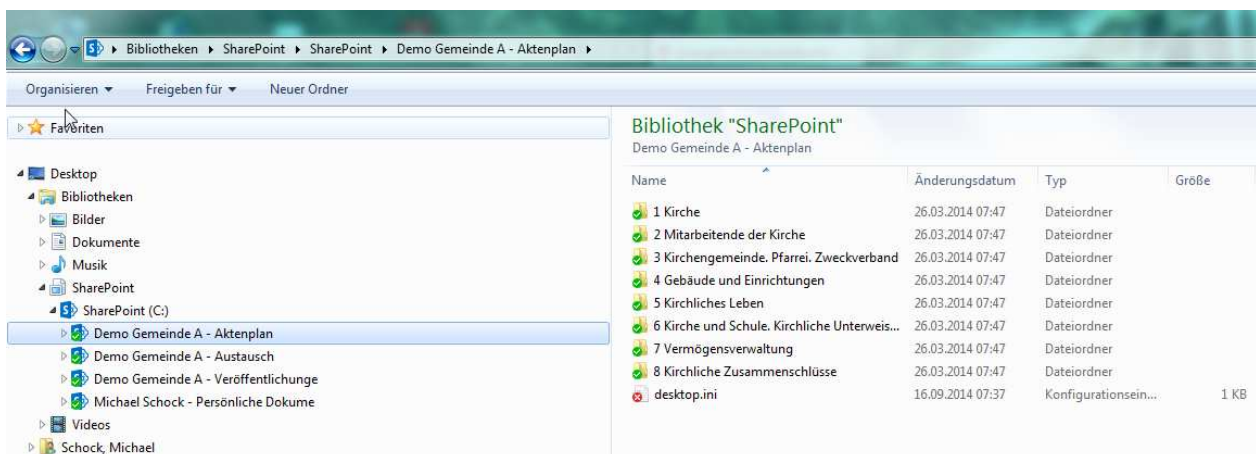 Bibliotheken SharePoint SharePoint Demo Gemeinde A - Aktenplan
Organisieren Freigeben für Neuer Ordner
Favoriten
Desktop
Bibliotheken
Bilder
Dokumente
Musik
SharePoint
SharePoint (C:)
Demo Gemeinde A - Aktenplan
Demo Gemeinde A - Austausch
Demo Gemeinde A - Veröffentlichunge
Michael Schock - Persönliche Dokume
Videos
Schock, Michael
Bibliothek "SharePoint"
Demo Gemeinde A - Aktenplan
Name Änderungsdatum Typ Größe
1 Kirche 26.03.2014 07:47 Dateiordner
2 Mitarbeitende der Kirche 26.03.2014 07:47 Dateiordner
3 Kirchengemeinde. Pfarrei. Zweckverband 26.03.2014 07:47 Dateiordner
4 Gebäude und Einrichtungen 26.03.2014 07:47 Dateiordner
5 Kirchliches Leben 26.03.2014 07:47 Dateiordner
6 Kirche und Schule. Kirchliche Unterweis... 26.03.2014 07:47 Dateiordner
7 Vermögensverwaltung 26.03.2014 07:47 Dateiordner
8 Kirchliche Zusammenschlüsse 26.03.2014 07:47 Dateiordner
desktop.ini 16.09.2014 07:37 Konfigurationsein... 1 KB